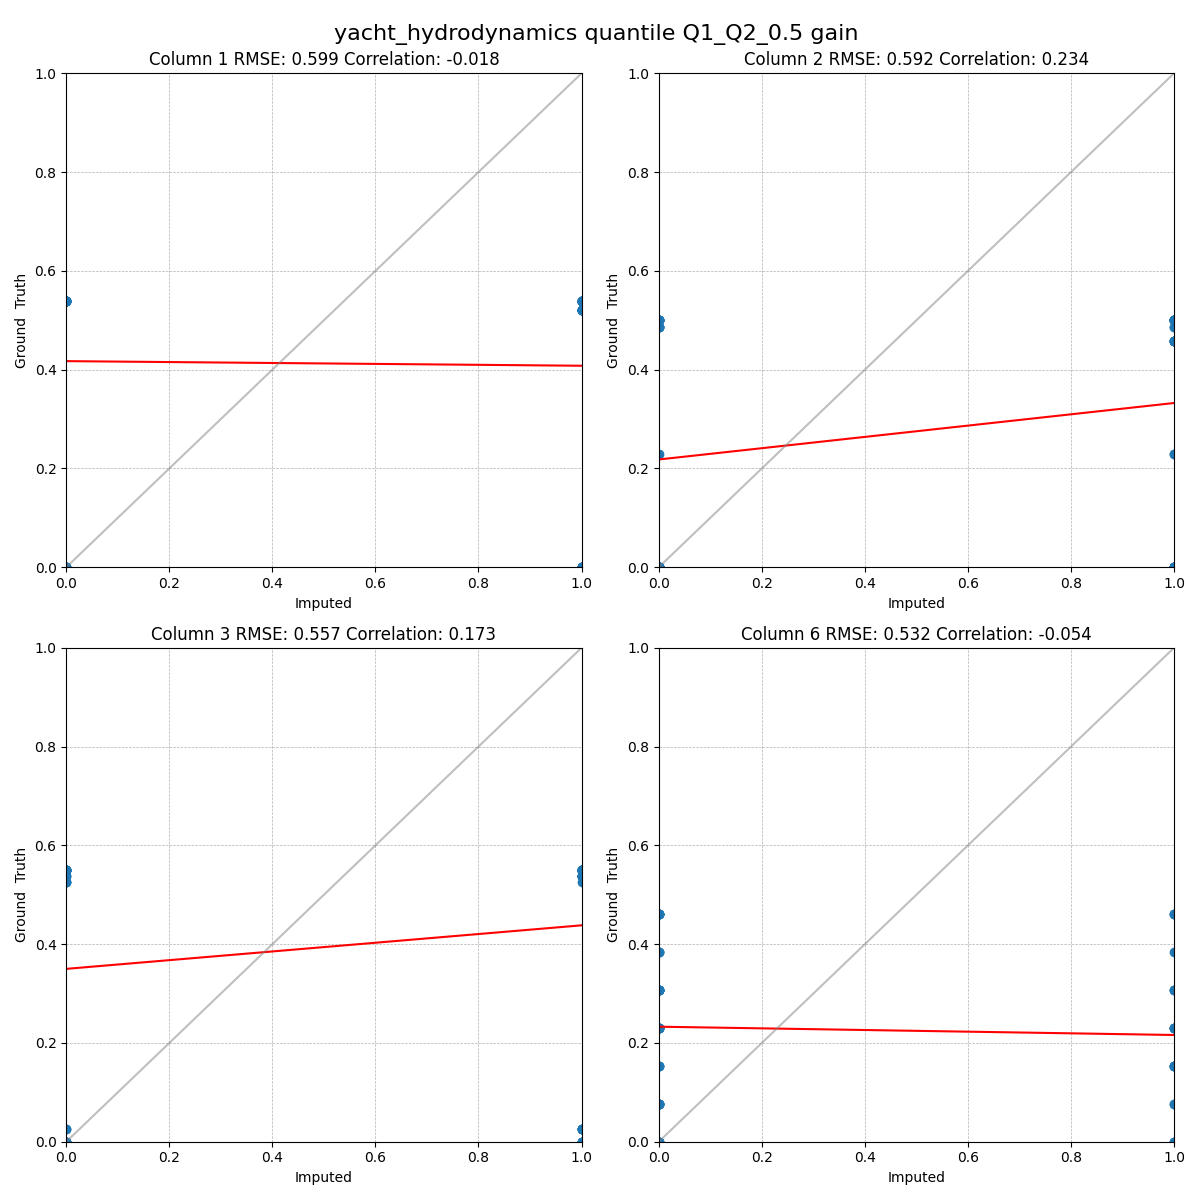 yacht_hydrodynamics quantile Q1_Q2_0.5 gain
Column 1 RMSE: 0.599 Correlation: -0.018
1.0
0.8
0.6
0.4
0.2
0.0
Ground Truth
0.0 0.2 0.4 0.6 0.8 1.0
Imputed
Column 2 RMSE: 0.592 Correlation: 0.234
1.0
0.8
0.6
0.4
0.2
0.0
Ground Truth
0.0 0.2 0.4 0.6 0.8 1.0
Imputed
Column 3 RMSE: 0.557 Correlation: 0.173
1.0
0.8
0.6
0.4
0.2
0.0
Ground Truth
0.0 0.2 0.4 0.6 0.8 1.0
Imputed
Column 6 RMSE: 0.532 Correlation: -0.054
1.0
0.8
0.6
0.4
0.2
0.0
Ground Truth
0.0 0.2 0.4 0.6 0.8 1.0
Imputed